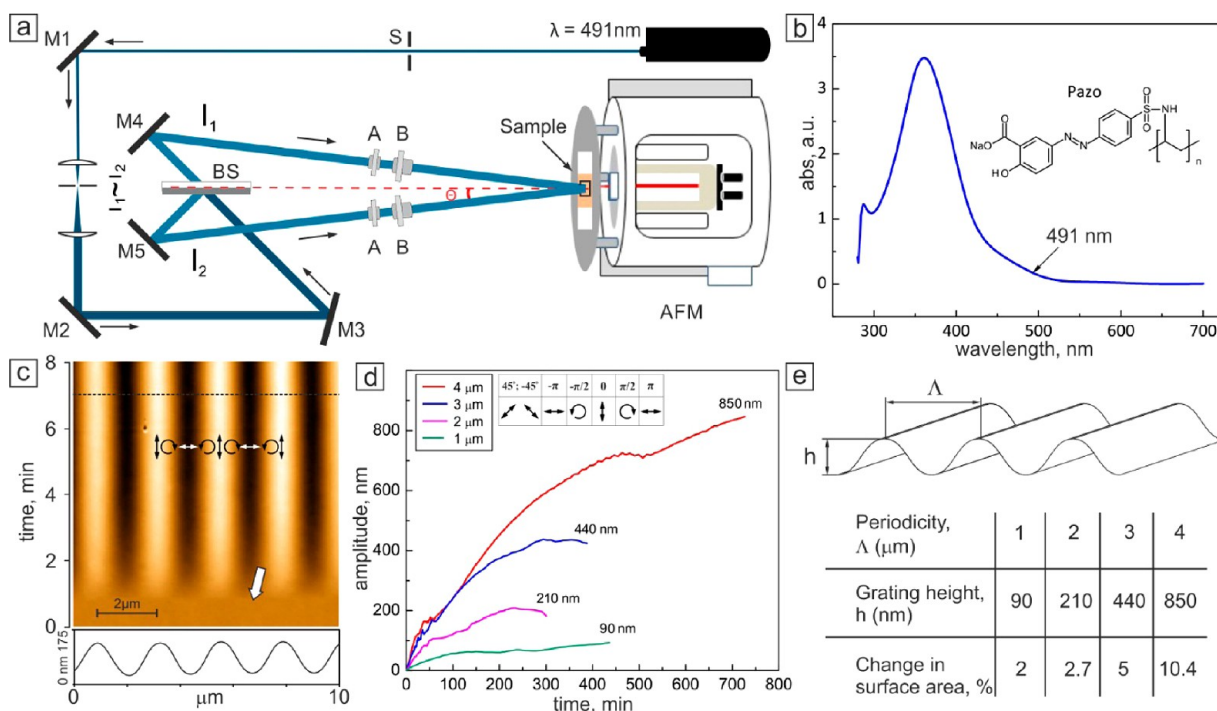 a
M1
S
λ = 491nm
M4
I₁
A
B
Sample
I₁~I₂
BS
Θ
M5
I₂
A
B
M2
M3
AFM
b
Pazo
NaO
O
OH
N
N
O
S
O
NH
n
491 nm
abs, a.u.
4
3
2
1
0
300 400 500 600 700
wavelength, nm
c
8
6
4
2
0
time, min
2μm
0 nm 175
0 μm 10
d
4 μm
3 μm
2 μm
1 μm
45°: -45° -π -π/2 0 π/2 π
850 nm
440 nm
210 nm
90 nm
amplitude, nm
800
600
400
200
0
0 100 200 300 400 500 600 700 800
time, min
e
Λ
h
Periodicity, Λ (μm) 1 2 3 4
Grating height, h (nm) 90 210 440 850
Change in surface area, % 2 2.7 5 10.4